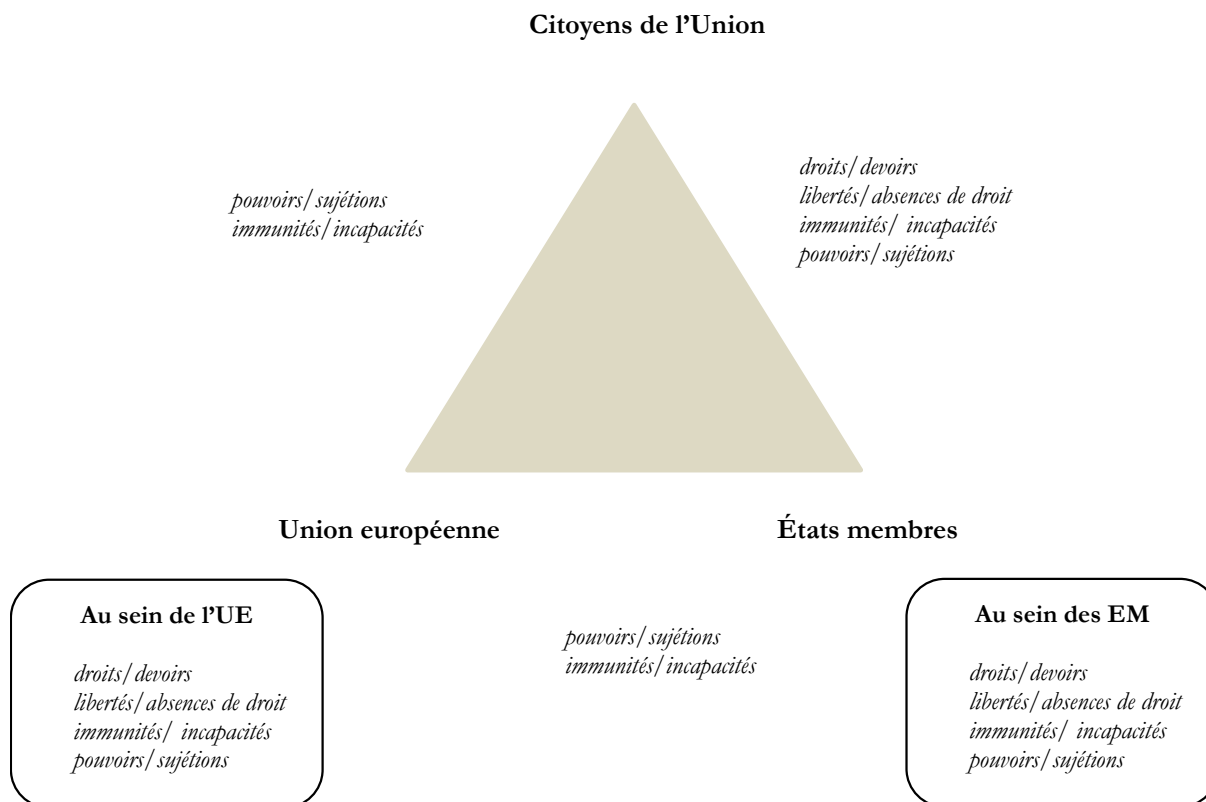 Citoyens de l’Union
pouvoirs/sujétions
immunités/incapacités
droits/devoirs
libertés/absences de droit
immunités/ incapacités
pouvoirs/sujétions
Union européenne
États membres
Au sein de l’UE
droits/devoirs
libertés/absences de droit
immunités/ incapacités
pouvoirs/sujétions
pouvoirs/sujétions
immunités/incapacités
Au sein des EM
droits/devoirs
libertés/absences de droit
immunités/ incapacités
pouvoirs/sujétions